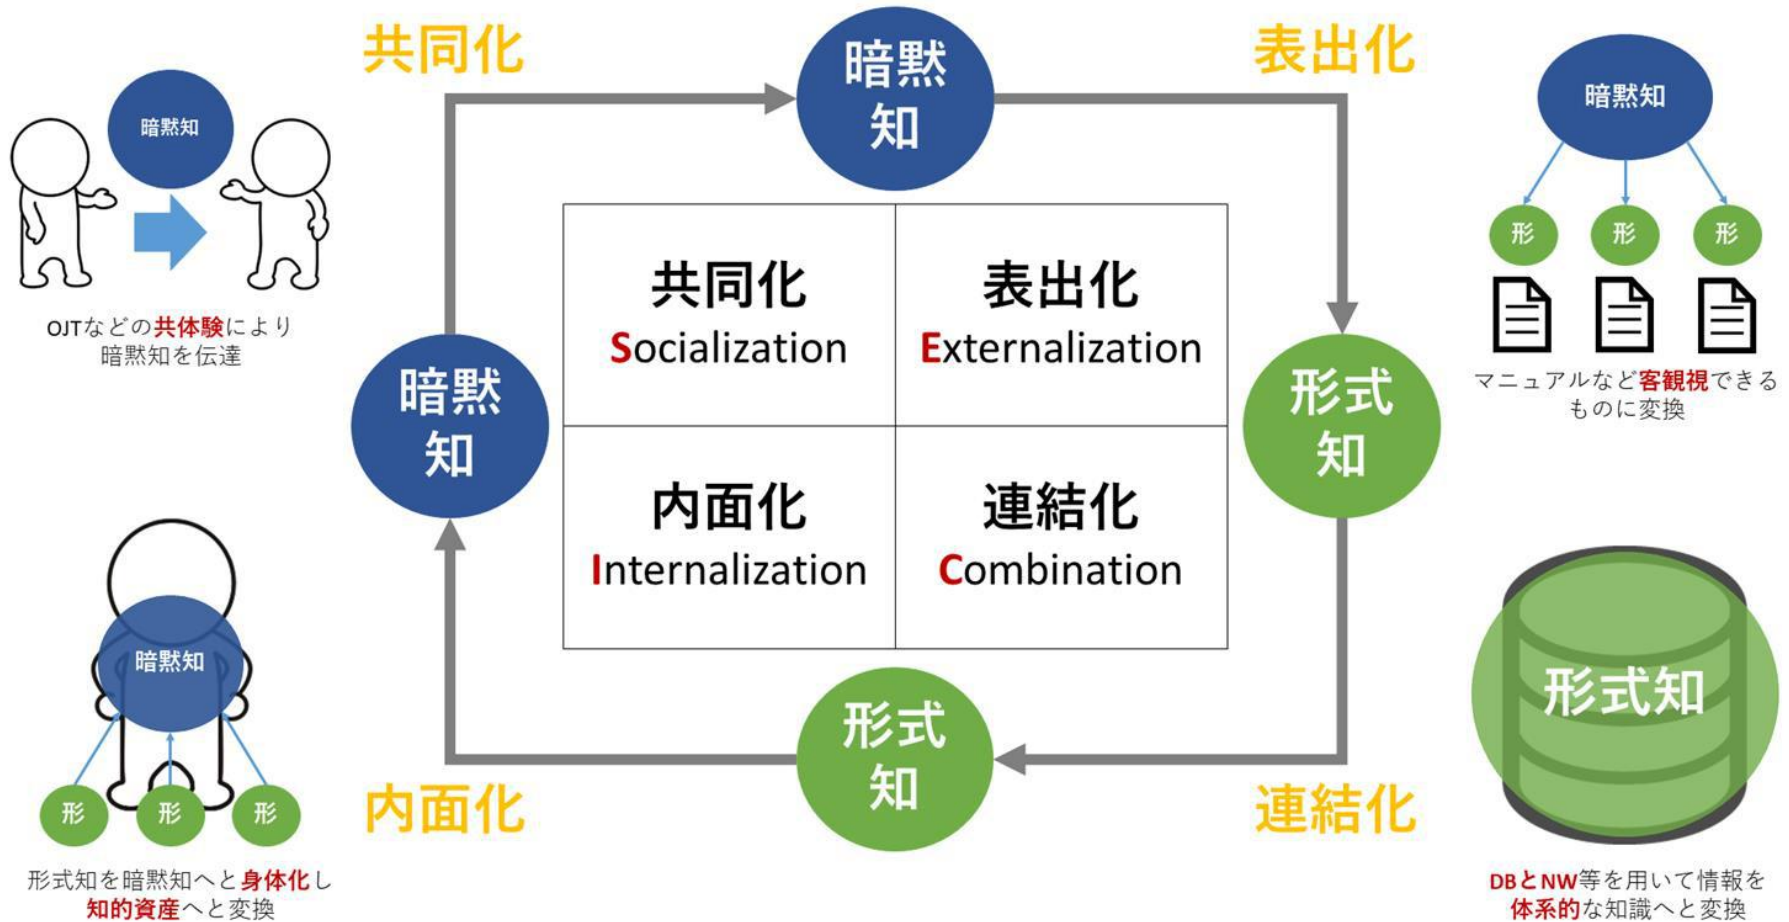 共同化
暗黙
知
表出化
暗黙知
OJTなどの共体験により
暗黙知を伝達
暗黙知
形
形
形
マニュアルなど客観視できる
ものに変換
暗黙
知
共同化
Socialization
表出化
Externalization
内面化
Internalization
連結化
Combination
形式
知
暗黙知
形
形
形
形式知を暗黙知へと身体化し
知的資産へと変換
内面化
形式
知
連結化
形式知
DBとNW等を用いて情報を
体系的な知識へと変換